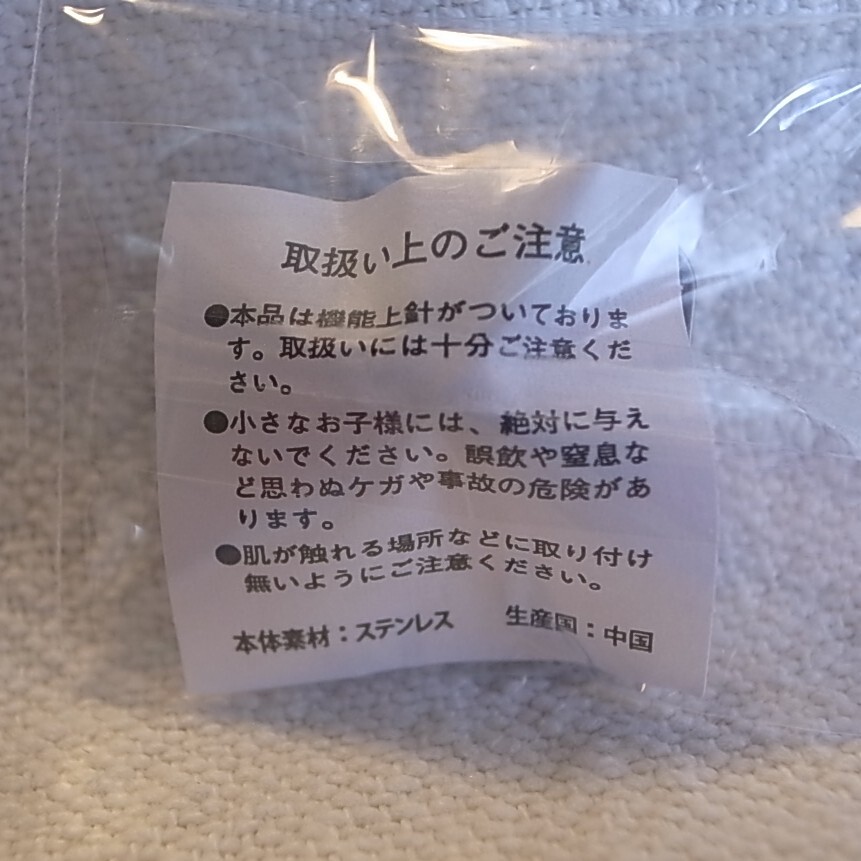 取扱い上のご注意
●本品は機能上針がついておりま
す。取扱いには十分ご注意くだ
さい。
●小さなお子様には、絶対に与え
ないでください。誤飲や窒息な
ど思わぬケガや事故の危険があ
ります。
●肌が触れる場所などに取り付け
無いようにご注意ください。
本体素材：ステンレス　生産国：中国